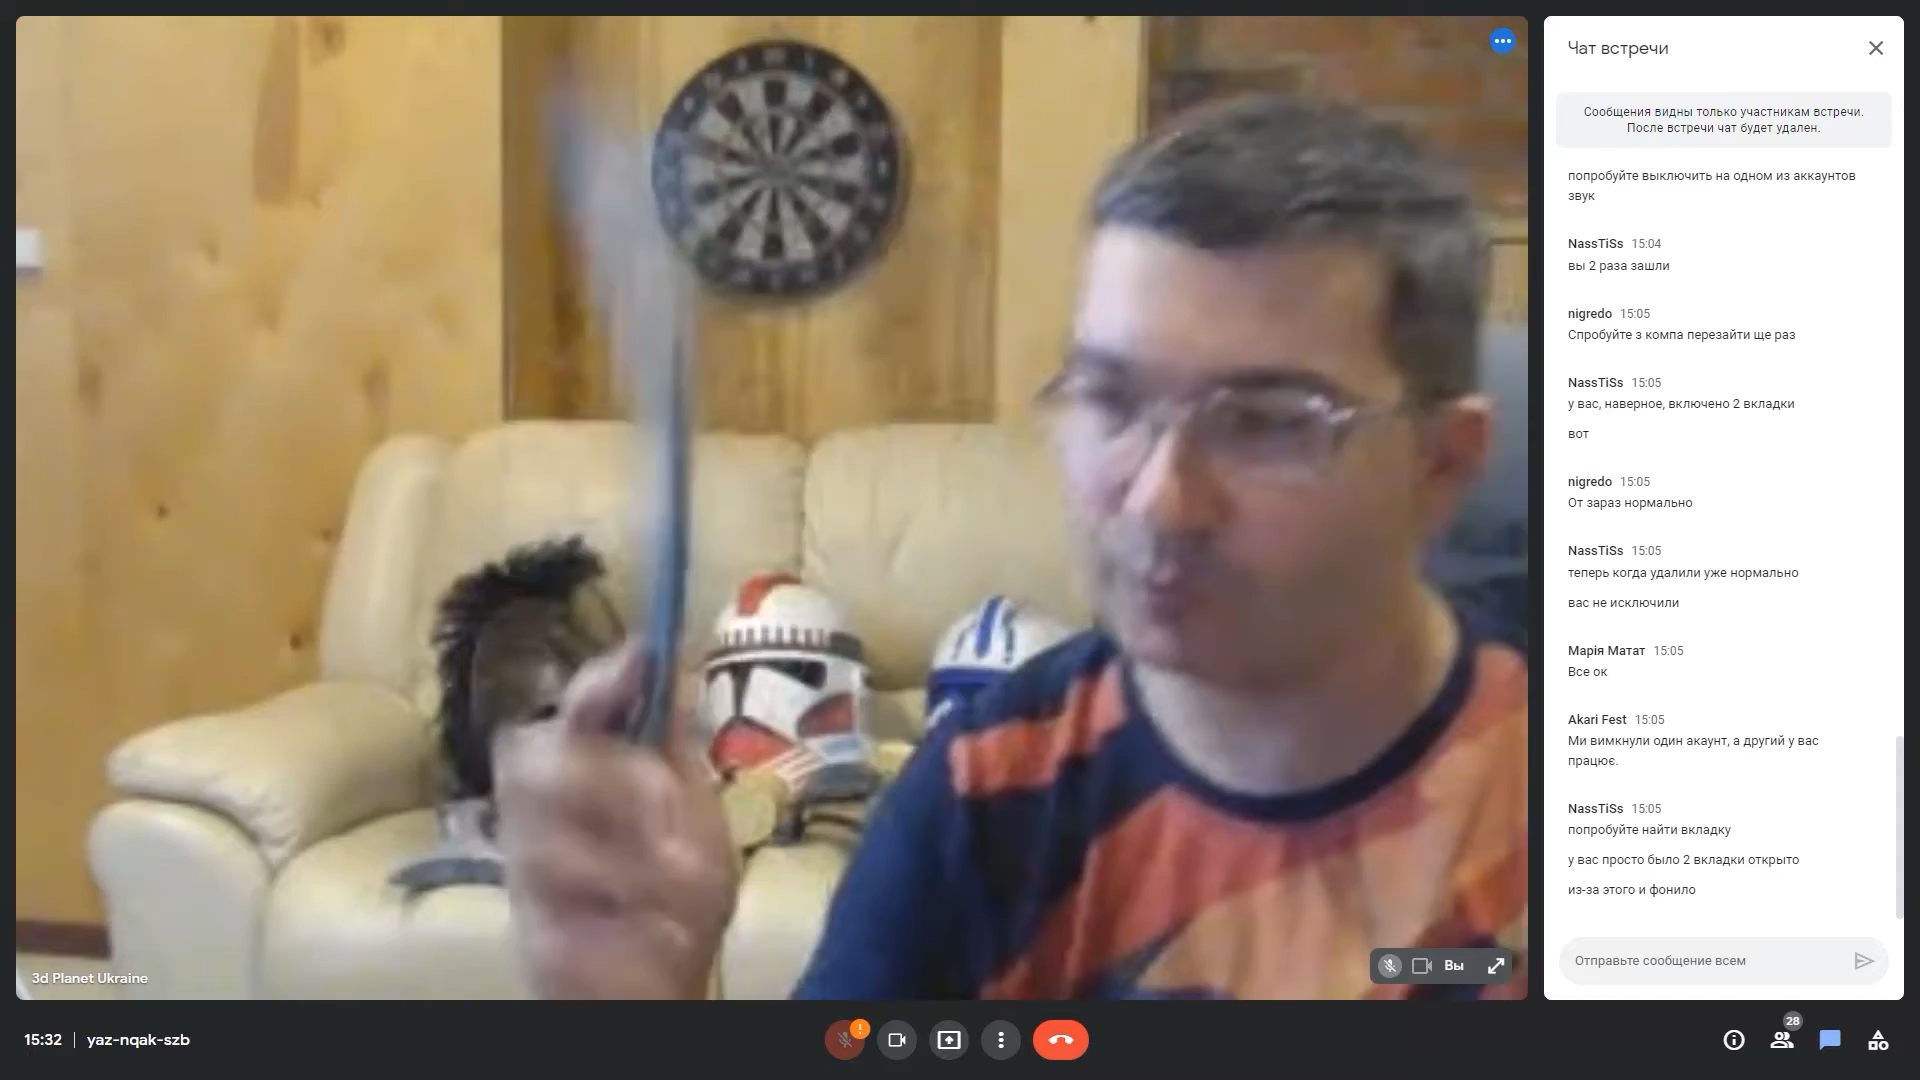 Чат встречи
Сообщения видны только участникам встречи.
После встречи чат будет удален.
попробуйте выключить на одном из аккаунтов
звук
NassTiSs 15:04
вы 2 раза зашли
nigredo 15:05
Спробуйте з компа перезайти ще раз
NassTiSs 15:05
у вас, наверное, включено 2 вкладки
вот
nigredo 15:05
От зараз нормально
NassTiSs 15:05
теперь когда удалили уже нормально
вас не исключили
Марія Матат 15:05
Все ок
Akari Fest 15:05
Ми вимкнули один акаунт, а другий у вас
працює.
NassTiSs 15:05
попробуйте найти вкладку
у вас просто было 2 вкладки открыто
из-за этого и фонило
Отправьте сообщение всем
3d Planet Ukraine
Вы
15:32 | yaz-nqak-szb
28